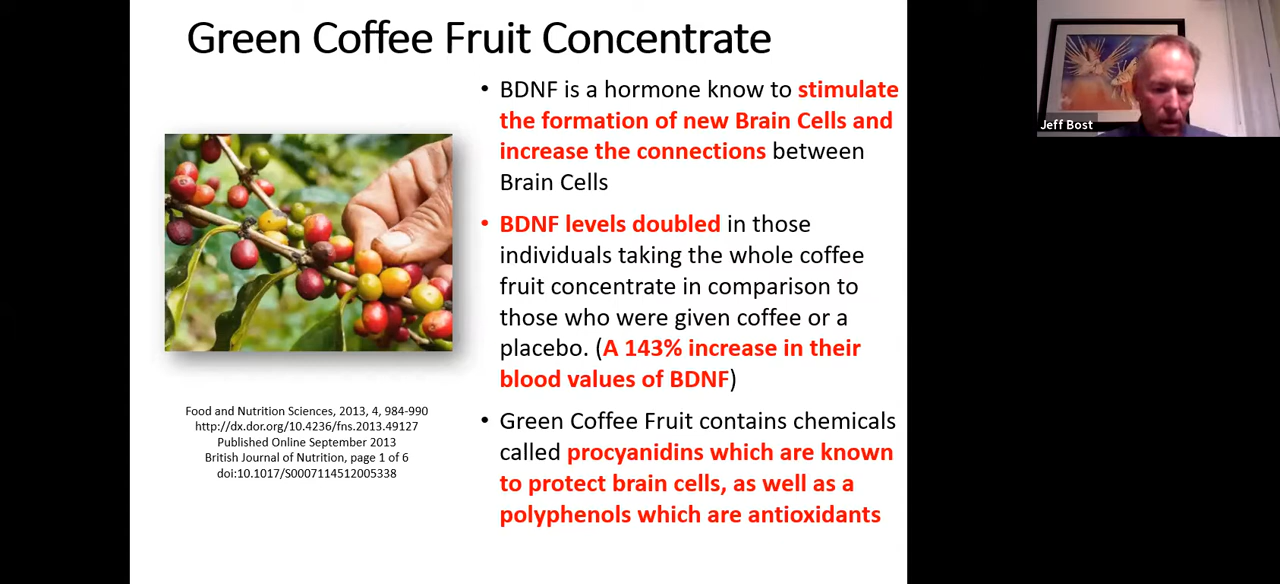 Green Coffee Fruit Concentrate
• BDNF is a hormone know to stimulate
the formation of new Brain Cells and
increase the connections between
Brain Cells
• BDNF levels doubled in those
individuals taking the whole coffee
fruit concentrate in comparison to
those who were given coffee or a
placebo. (A 143% increase in their
blood values of BDNF)
• Green Coffee Fruit contains chemicals
called procyanidins which are known
to protect brain cells, as well as a
polyphenols which are antioxidants
Food and Nutrition Sciences, 2013, 4, 984-990
http://dx.dor.org/10.4236/fns.2013.49127
Published Online September 2013
British Journal of Nutrition, page 1 of 6
doi:10.1017/S0007114512005338
Jeff Bost